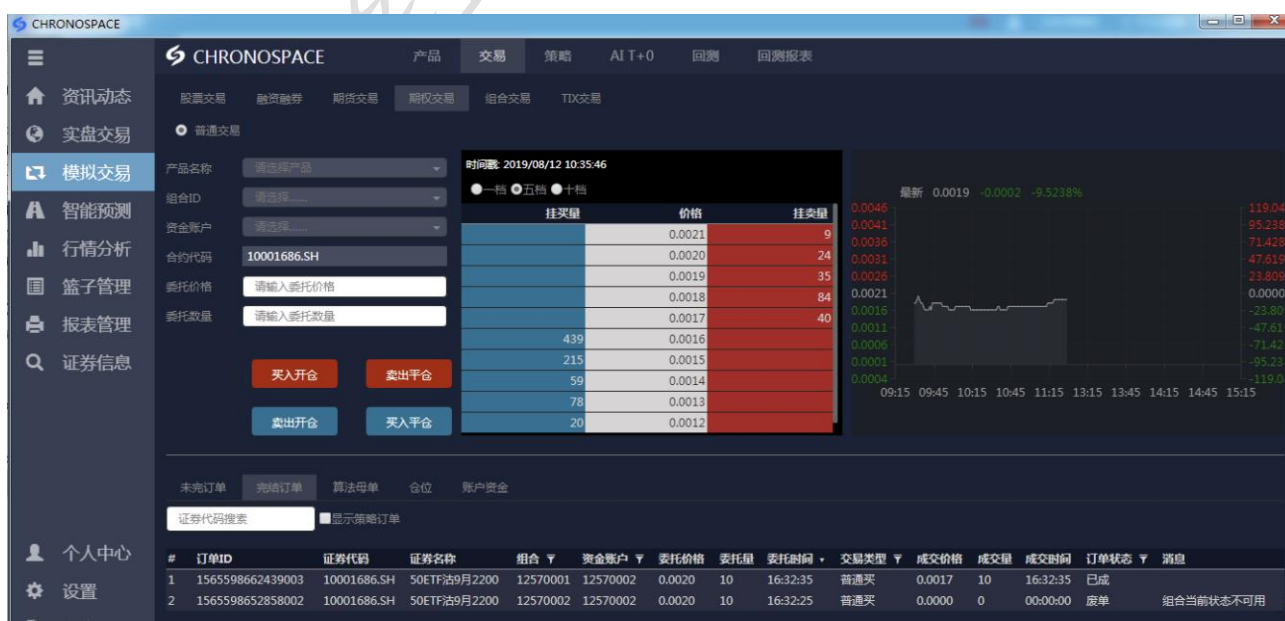 CHRONOSPACE
CHRONOSPACE 产品 交易 策略 AI T+0 回测 回测报表
资讯动态
实盘交易
模拟交易
智能预测
行情分析
篮子管理
报表管理
证券信息
个人中心
设置
股票交易 融资融券 期货交易 期权交易 组合交易 TIX交易
普通交易
产品名称 请选择产品
组合ID 请选择......
资金账户 请选择......
合约代码 10001686.SH
委托价格 请输入委托价格
委托数量 请输入委托数量
买入开仓 卖出平仓
卖出开仓 买入平仓
时间戳: 2019/08/12 10:35:46
一档 五档 十档
挂买量 价格 挂卖量
0.0021 9
0.0020 24
0.0019 35
0.0018 84
0.0017 40
439 0.0016
215 0.0015
59 0.0014
78 0.0013
20 0.0012
最新 0.0019 -0.0002 -9.5238%
0.0046 119.04
0.0041 95.238
0.0036 71.428
0.0031 47.619
0.0026 23.809
0.0021 0.0000
0.0016 -23.80
0.0011 -47.61
0.0006 -71.42
0.0001 -95.23
0.0004 -119.0
09:15 09:45 10:15 10:45 11:15 13:15 13:45 14:15 14:45 15:15
未完订单 完结订单 算法母单 仓位 账户资金
证券代码搜索 显示策略订单
# 订单ID 证券代码 证券名称 组合 资金账户 委托价格 委托量 委托时间 交易类型 成交价格 成交量 成交时间 订单状态 消息
1 1565598662439003 10001686.SH 50ETF沽9月2200 12570001 12570002 0.0020 10 16:32:35 普通买 0.0017 10 16:32:35 已成
2 1565598652858002 10001686.SH 50ETF沽9月2200 12570002 12570002 0.0020 10 16:32:25 普通买 0.0000 0 00:00:00 废单 组合当前状态不可用